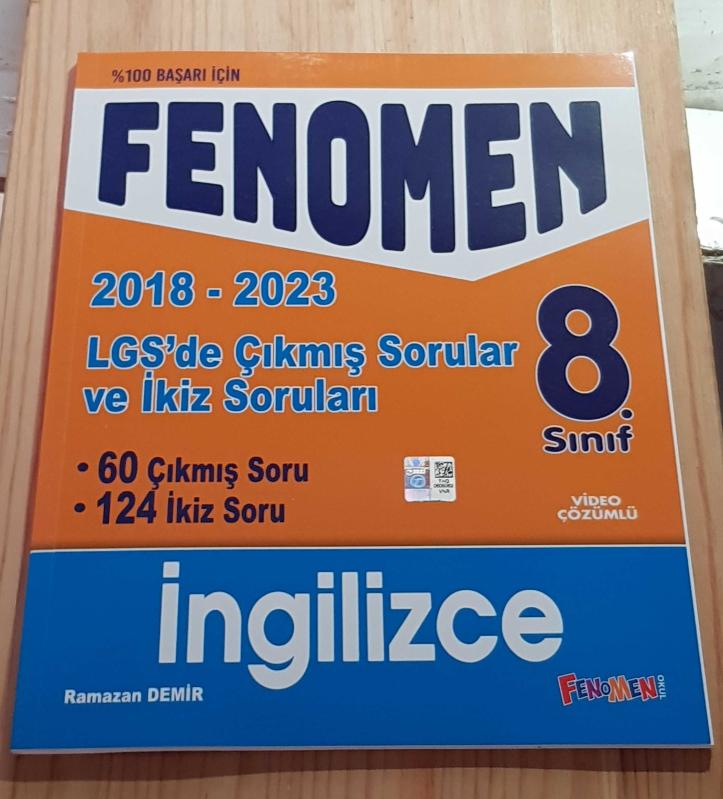 %100 BAŞARI İÇİN
FENOMEN
2018 - 2023
LGS'de Çıkmış Sorular
ve İkiz Soruları
8.
Sınıf
• 60 Çıkmış Soru
• 124 İkiz Soru
VİDEO
ÇÖZÜMLÜ
İngilizce
Ramazan DEMİR
FENOMEN OKUL